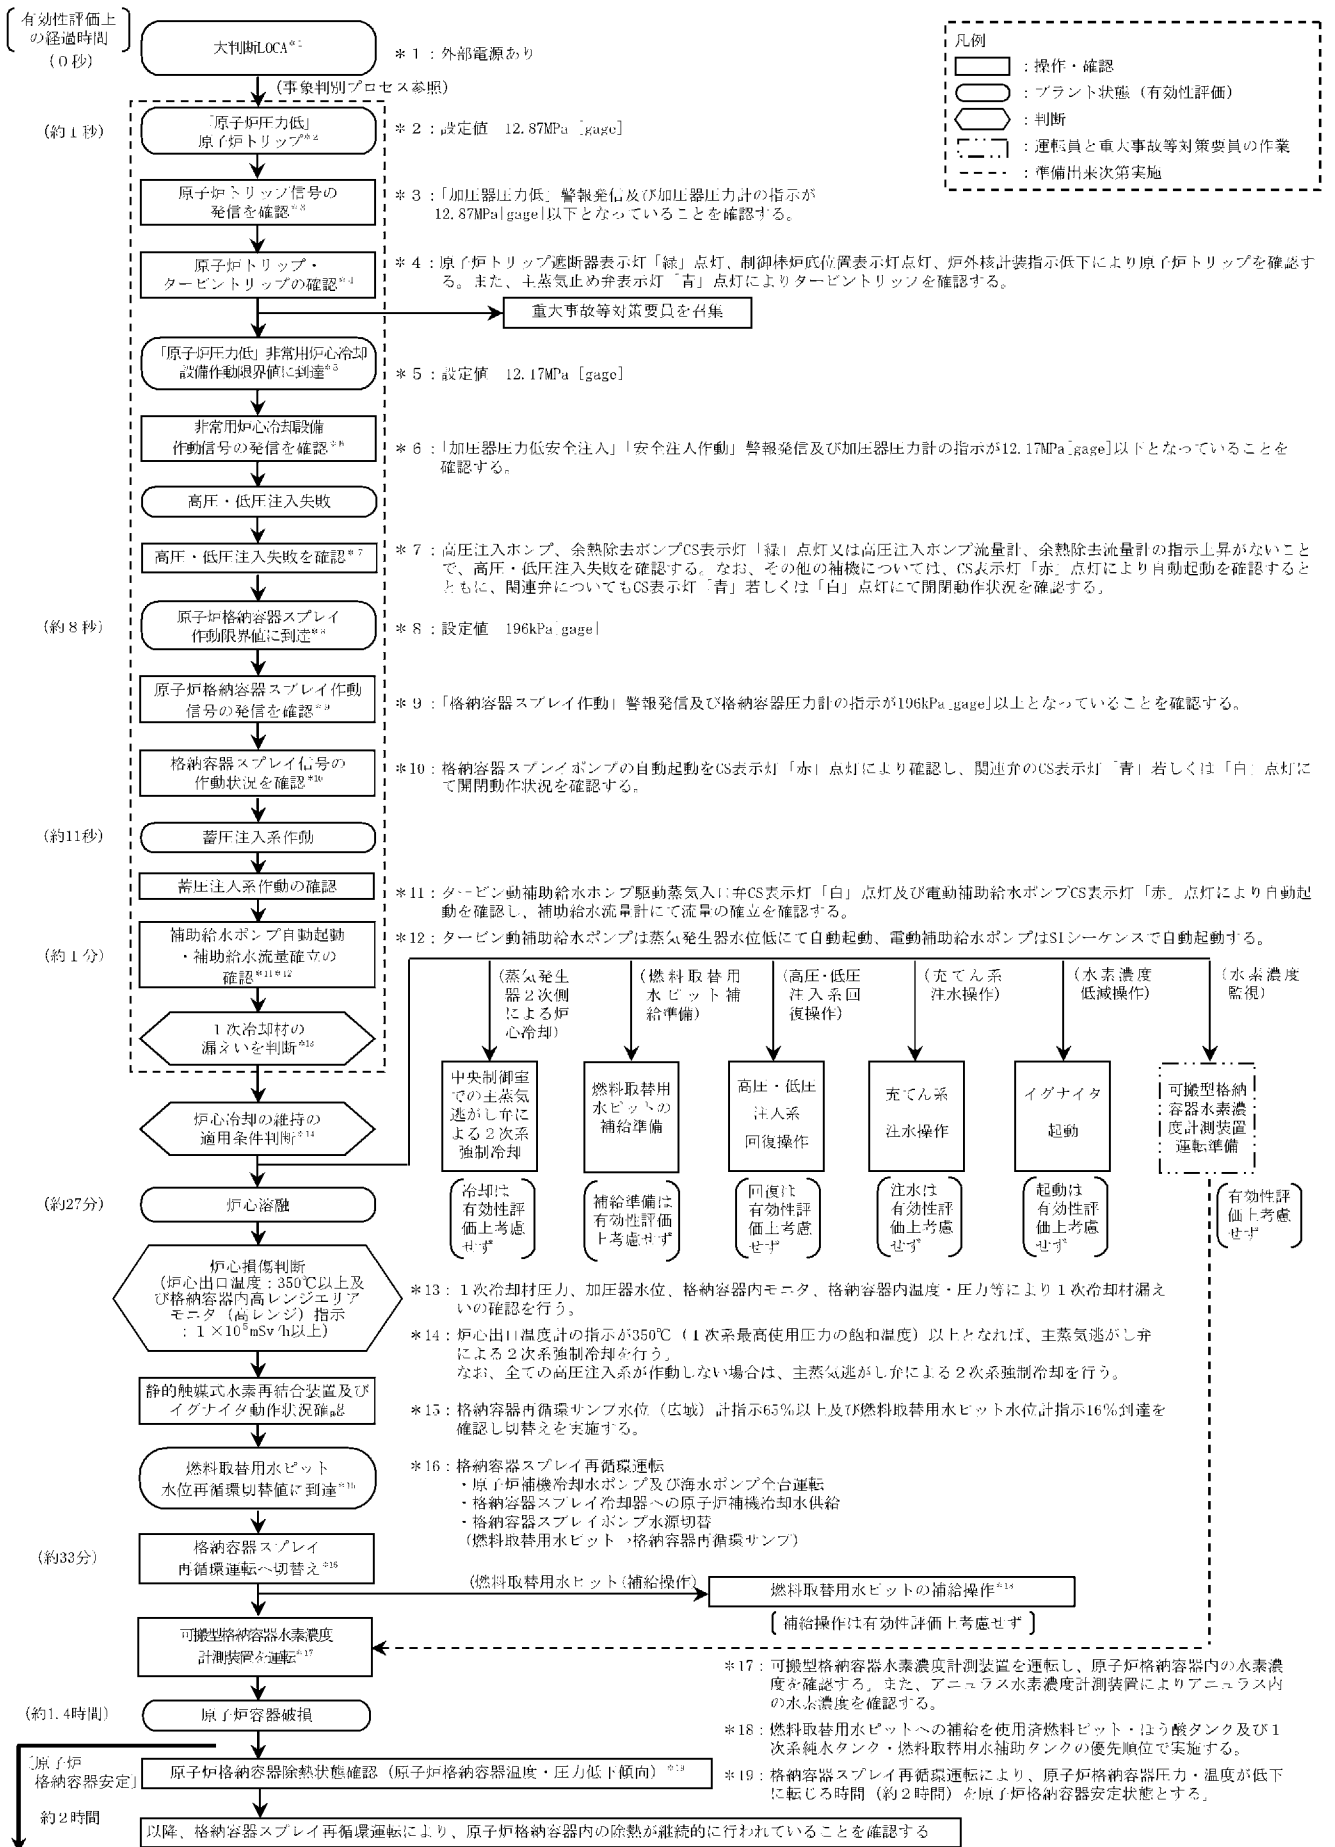 有効性評価上
の経過時間
(0秒)
大判断LOCA*1
*1：外部電源あり
(事象判別プロセス参照)
凡例
：操作・確認
：プラント状態（有効性評価）
：判断
：運転員と重大事故等対策要員の作業
：準備出来次第実施
(約1秒)
「原子炉圧力低」
原子炉トリップ*2
*2：設定値　12.87MPa [gage]
原子炉トリップ信号の
発信を確認*3
*3：「加圧器圧力低」警報発信及び加圧器圧力計の指示が
12.87MPa[gage]以下となっていることを確認する。
原子炉トリップ・
タービントリップの確認*4
*4：原子炉トリップ遮断器表示灯「緑」点灯、制御棒炉底位置表示灯点灯、炉外核計装指示低下により原子炉トリップを確認す
る。また、主蒸気止め弁表示灯「青」点灯によりタービントリップを確認する。
重大事故等対策要員を召集
「原子炉圧力低」非常用炉心冷却
設備作動限界値に到達*5
*5：設定値　12.17MPa [gage]
非常用炉心冷却設備
作動信号の発信を確認*6
*6：「加圧器圧力低安全注入」「安全注入作動」警報発信及び加圧器圧力計の指示が12.17MPa[gage]以下となっていることを
確認する。
高圧・低圧注入失敗
高圧・低圧注入失敗を確認*7
*7：高圧注入ポンプ、余熱除去ポンプCS表示灯「緑」点灯又は高圧注入ポンプ流量計、余熱除去流量計の指示上昇がないこと
で、高圧・低圧注入失敗を確認する。なお、その他の補機については、CS表示灯「赤」点灯により自動起動を確認すると
ともに、関連弁についてもCS表示灯「青」若しくは「白」点灯にて開閉動作状況を確認する。
(約8秒)
原子炉格納容器スプレイ
作動限界値に到達*8
*8：設定値　196kPa[gage]
原子炉格納容器スプレイ作動
信号の発信を確認*9
*9：「格納容器スプレイ作動」警報発信及び格納容器圧力計の指示が196kPa[gage]以上となっていることを確認する。
格納容器スプレイ信号の
作動状況を確認*10
*10：格納容器スプレイポンプの自動起動をCS表示灯「赤」点灯により確認し、関連弁のCS表示灯「青」若しくは「白」点灯に
て開閉動作状況を確認する。
(約11秒)
蓄圧注入系作動
蓄圧注入系作動の確認
*11：タービン動補助給水ポンプ駆動蒸気入口弁CS表示灯「白」点灯及び電動補助給水ポンプCS表示灯「赤」点灯により自動起
動を確認し、補助給水流量計にて流量の確立を確認する。
(約1分)
補助給水ポンプ自動起動
・補助給水流量確立の
確認*11*12
*12：タービン動補助給水ポンプは蒸気発生器水位低にて自動起動、電動補助給水ポンプはSIシーケンスで自動起動する。
(蒸気発生
器2次側
による炉
心冷却)
(燃料取替用
水ピット補
給準備)
(高圧・低圧
注入系回
復操作)
(充てん系
注水操作)
(水素濃度
低減操作)
(水素濃度
監視)
1次冷却材の
漏えいを判断*13
中央制御室
での主蒸気
逃がし弁に
よる2次系
強制冷却
燃料取替用
水ピットの
補給準備
高圧・低圧
注入系
回復操作
充てん系
注水操作
イグナイタ
起動
可搬型格納
容器水素濃
度計測装置
運転準備
炉心冷却の維持の
適用条件判断*14
冷却は
有効性評
価上考慮
せず
補給準備は
有効性評価
上考慮せず
回復は
有効性評
価上考慮
せず
注水は
有効性評
価上考慮
せず
起動は
有効性評
価上考慮
せず
有効性評
価上考慮
せず
(約27分)
炉心溶融
炉心損傷判断
(炉心出口温度：350℃以上及
び格納容器内高レンジエリア
モニタ（高レンジ）指示
：1×10⁵mSv/h以上)
*13：1次冷却材圧力、加圧器水位、格納容器内モニタ、格納容器内温度・圧力等により1次冷却材漏え
いの確認を行う。
*14：炉心出口温度計の指示が350℃（1次系最高使用圧力の飽和温度）以上となれば、主蒸気逃がし弁
による2次系強制冷却を行う。
なお、全ての高圧注入系が作動しない場合は、主蒸気逃がし弁による2次系強制冷却を行う。
静的触媒式水素再結合装置及び
イグナイタ動作状況確認
*15：格納容器再循環サンプ水位（広域）計指示65%以上及び燃料取替用水ピット水位計指示16%到達を
確認し切替えを実施する。
燃料取替用水ピット
水位再循環切替値に到達*15
*16：格納容器スプレイ再循環運転
・原子炉補機冷却水ポンプ及び海水ポンプ全台運転
・格納容器スプレイ冷却器への原子炉補機冷却水供給
・格納容器スプレイポンプ水源切替
(燃料取替用水ピット→格納容器再循環サンプ)
(約33分)
格納容器スプレイ
再循環運転へ切替え*16
(燃料取替用水ピット補給操作)
燃料取替用水ピットの補給操作*18
補給操作は有効性評価上考慮せず
可搬型格納容器水素濃度
計測装置を運転*17
*17：可搬型格納容器水素濃度計測装置を運転し、原子炉格納容器内の水素濃
度を確認する。また、アニュラス水素濃度計測装置によりアニュラス内
の水素濃度を確認する。
(約1.4時間)
原子炉容器破損
*18：燃料取替用水ピットへの補給を使用済燃料ピット・ほう酸タンク及び1
次系純水タンク・燃料取替用水補助タンクの優先順位で実施する。
[原子炉
格納容器安定]
原子炉格納容器除熱状態確認（原子炉格納容器温度・圧力低下傾向）*19
*19：格納容器スプレイ再循環運転により、原子炉格納容器圧力・温度が低下
に転じる時間（約2時間）を原子炉格納容器安定状態とする。
約2時間
以降、格納容器スプレイ再循環運転により、原子炉格納容器内の除熱が継続的に行われていることを確認する